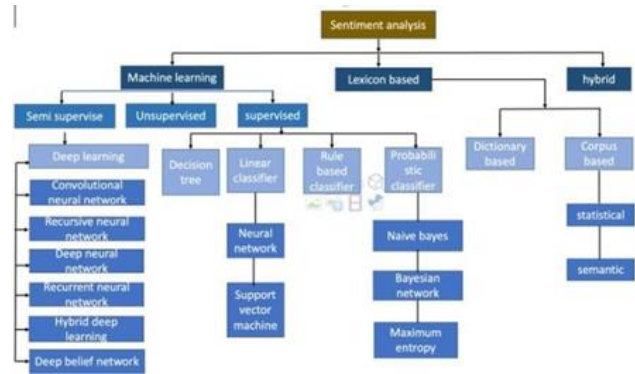 Sentiment analysis
Machine learning
Lexicon based
hybrid
Semi supervise
Unsupervised
supervised
Deep learning
Decision
tree
Linear
classifier
Rule
based
classifier
Probabili
stic
classifier
Dictionary
based
Corpus
based
Convolutional
neural network
Recursive neural
network
Deep neural
network
Recurrent neural
network
Hybrid deep
learning
Deep belief network
Neural
network
Support
vector
machine
Naive bayes
Bayesian
network
Maximum
entropy
statistical
semantic